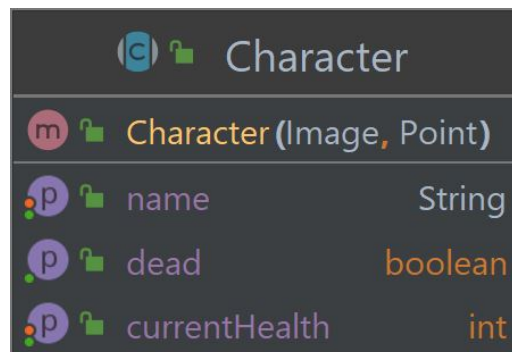 C Character
m Character(Image, Point)
p name String
p dead boolean
p currentHealth int